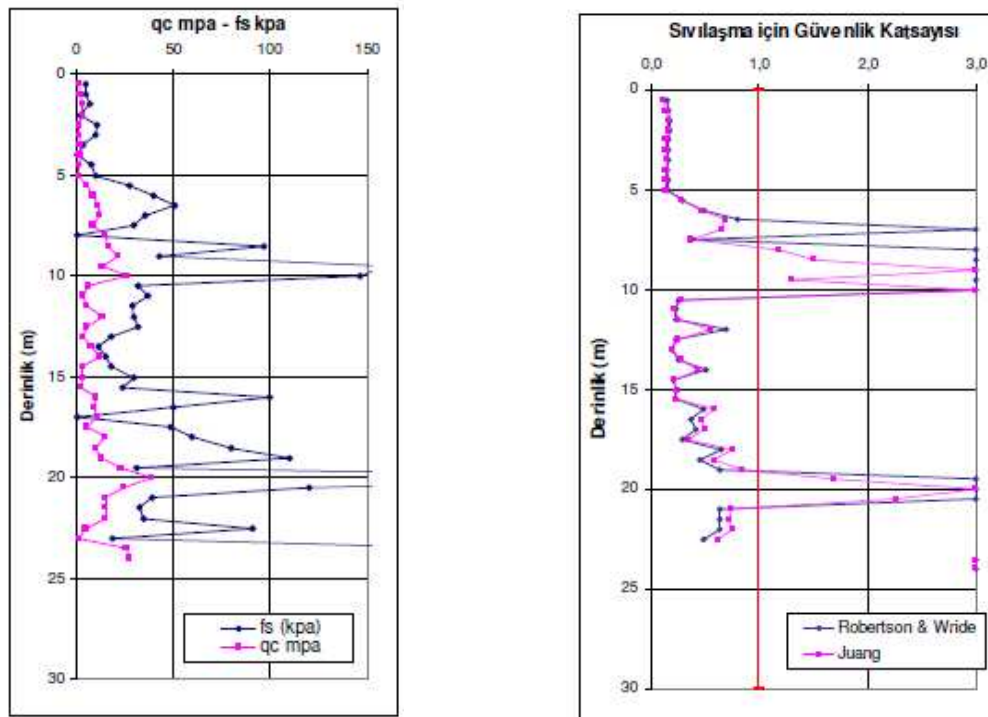 qc mpa - fs kpa
0 50 100 150
0
5
10
15
20
25
30
Derinlik (m)
fs (kpa)
qc mpa
Sıvılaşma için Güvenlik Katsayısı
0,0 1,0 2,0 3,0
0
5
10
15
20
25
30
Derinlik (m)
Robertson & Wride
Juang